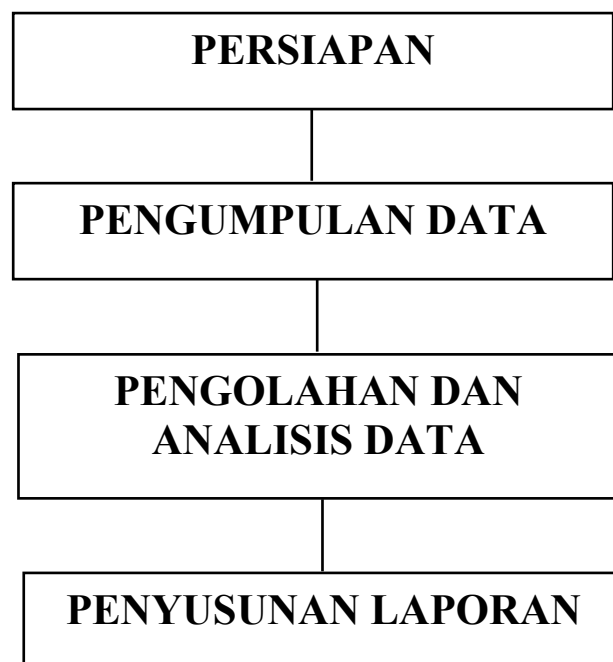 PERSIAPAN
PENGUMPULAN DATA
PENGOLAHAN DAN
ANALISIS DATA
PENYUSUNAN LAPORAN